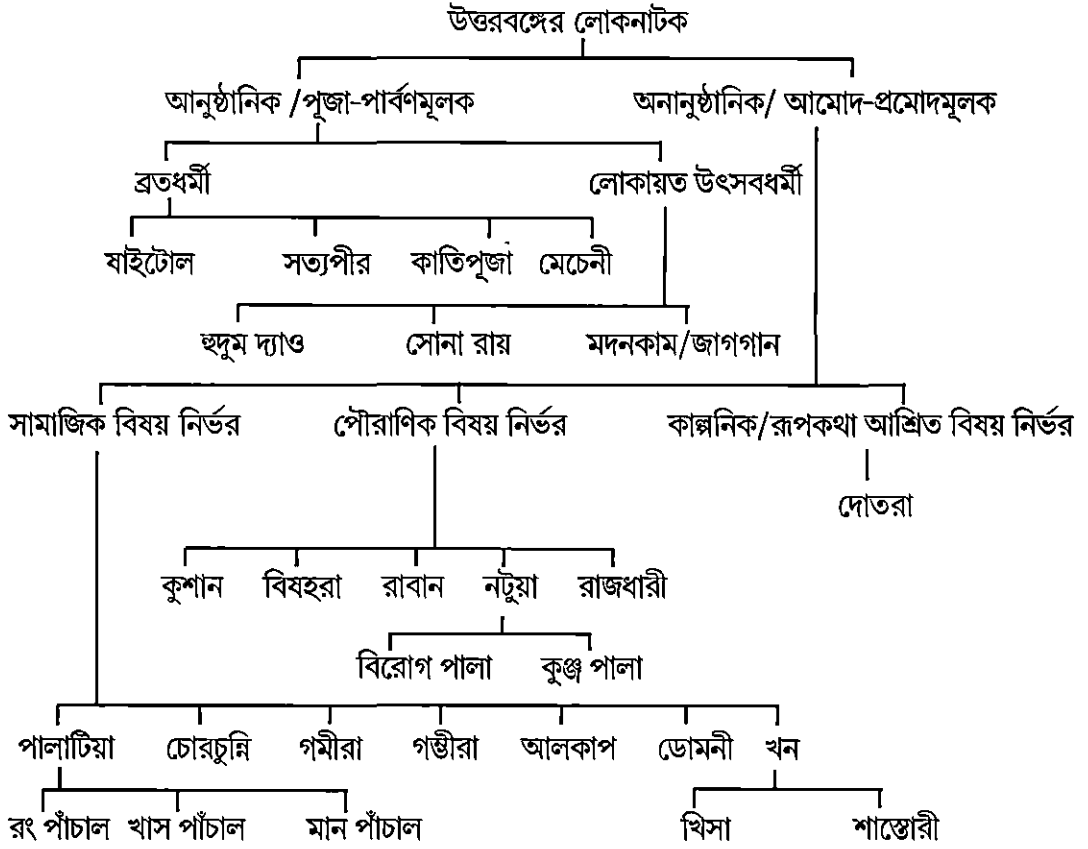 উত্তরবঙ্গের লোকনাটক
আনুষ্ঠানিক /পূজা-পার্বণমূলক অনানুষ্ঠানিক/ আমোদ-প্রমোদমূলক
ব্রতধর্মী লোকায়ত উৎসবধর্মী
ষাইটোল সত্যপীর কাতিপূজা মেচেনী
হুদুম দ্যাও সোনা রায় মদনকাম/জাগগান
সামাজিক বিষয় নির্ভর পৌরাণিক বিষয় নির্ভর কাল্পনিক/রূপকথা আশ্রিত বিষয় নির্ভর
দোতরা
কুশান বিষহরা রাবান নটুয়া রাজধারী
বিরোগ পালা কুঞ্জ পালা
পালাটিয়া চোরচুন্নি গমীরা গম্ভীরা আলকাপ ডোমনী খন
রং পাঁচাল খাস পাঁচাল মান পাঁচাল খিসা শাস্তোরী